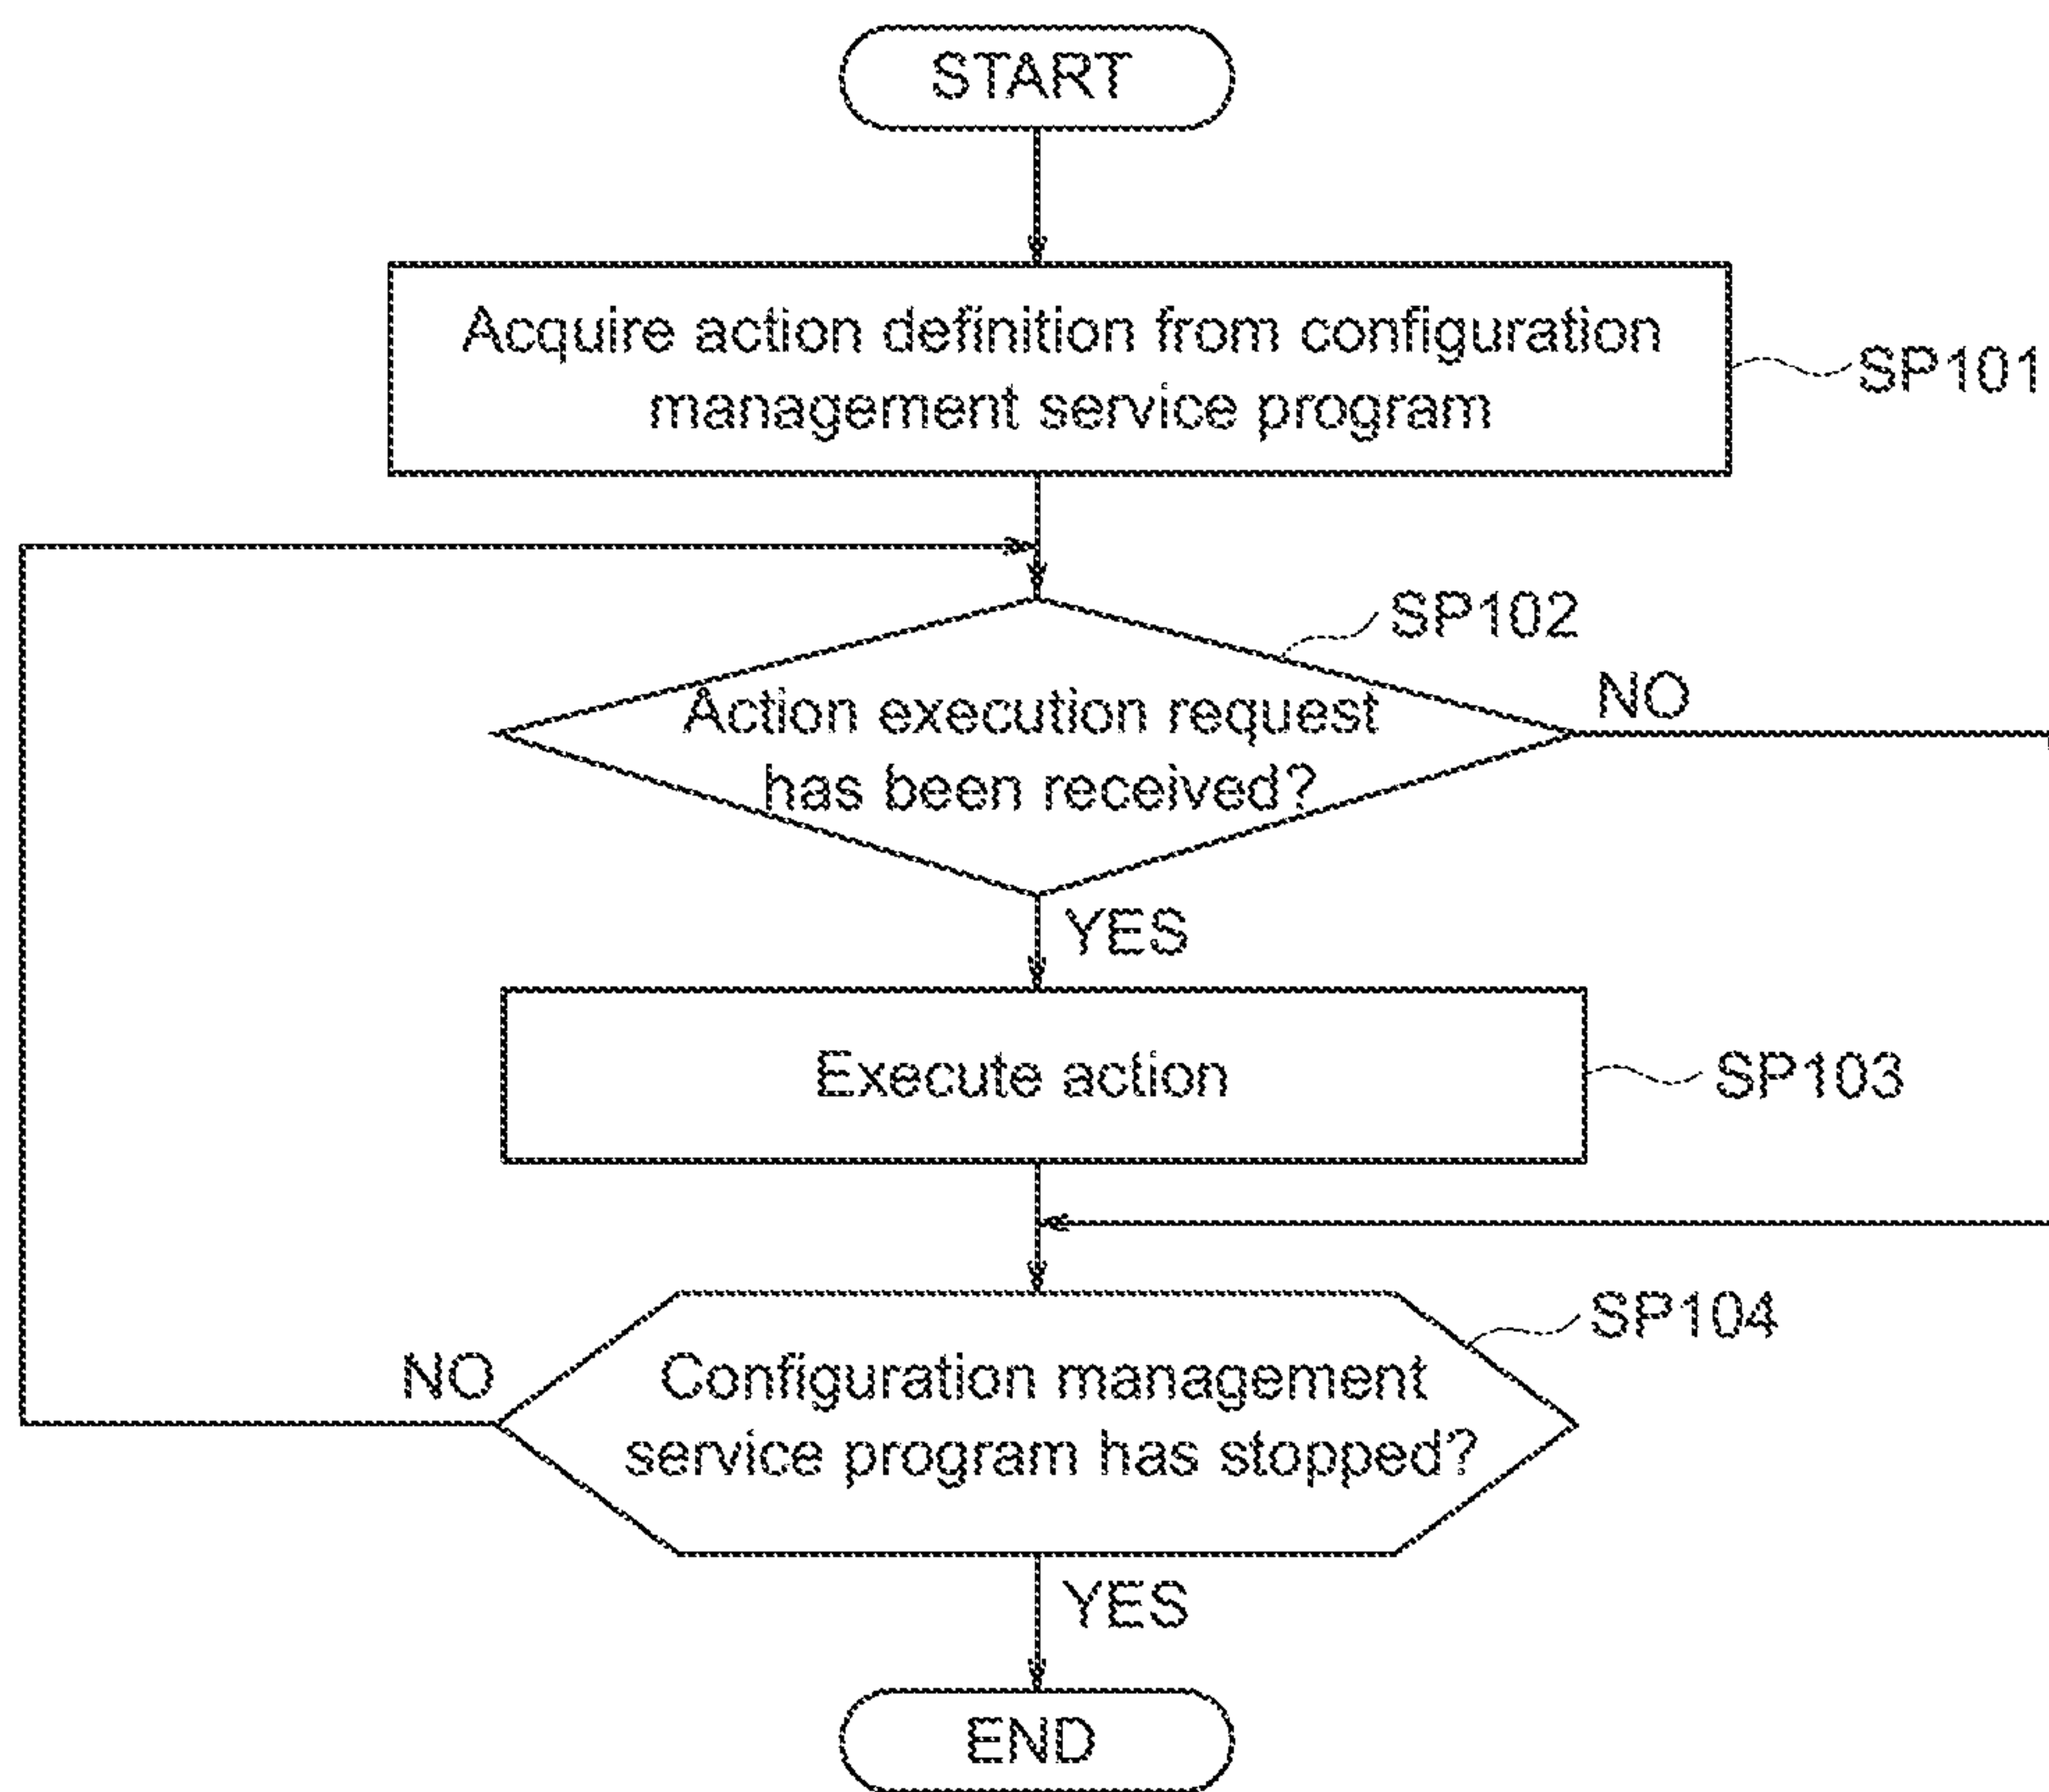 START
Acquire action definition from configuration
management service program
SP101
SP102
Action execution request
has been received?
NO
YES
Execute action
SP103
SP104
Configuration management
service program has stopped?
NO
YES
END